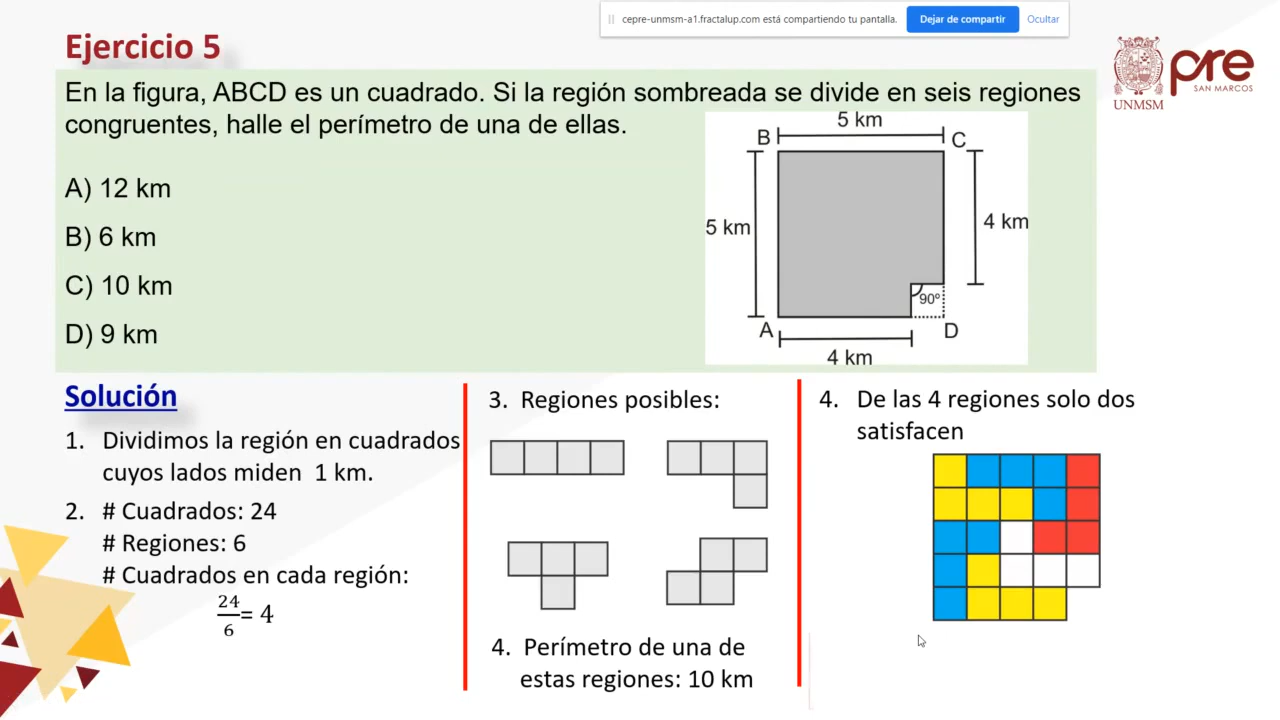 cepre-unmsm-a1.fractalup.com está compartiendo tu pantalla.
Dejar de compartir
Ocultar
Ejercicio 5
UNMSM
pre
SAN MARCOS
En la figura, ABCD es un cuadrado. Si la región sombreada se divide en seis regiones
congruentes, halle el perímetro de una de ellas.
A) 12 km
B) 6 km
C) 10 km
D) 9 km
5 km
B
C
5 km
4 km
90º
A
D
4 km
Solución
1. Dividimos la región en cuadrados
cuyos lados miden 1 km.
2. # Cuadrados: 24
# Regiones: 6
# Cuadrados en cada región:
24/6 = 4
3. Regiones posibles:
4. Perímetro de una de
estas regiones: 10 km
4. De las 4 regiones solo dos
satisfacen